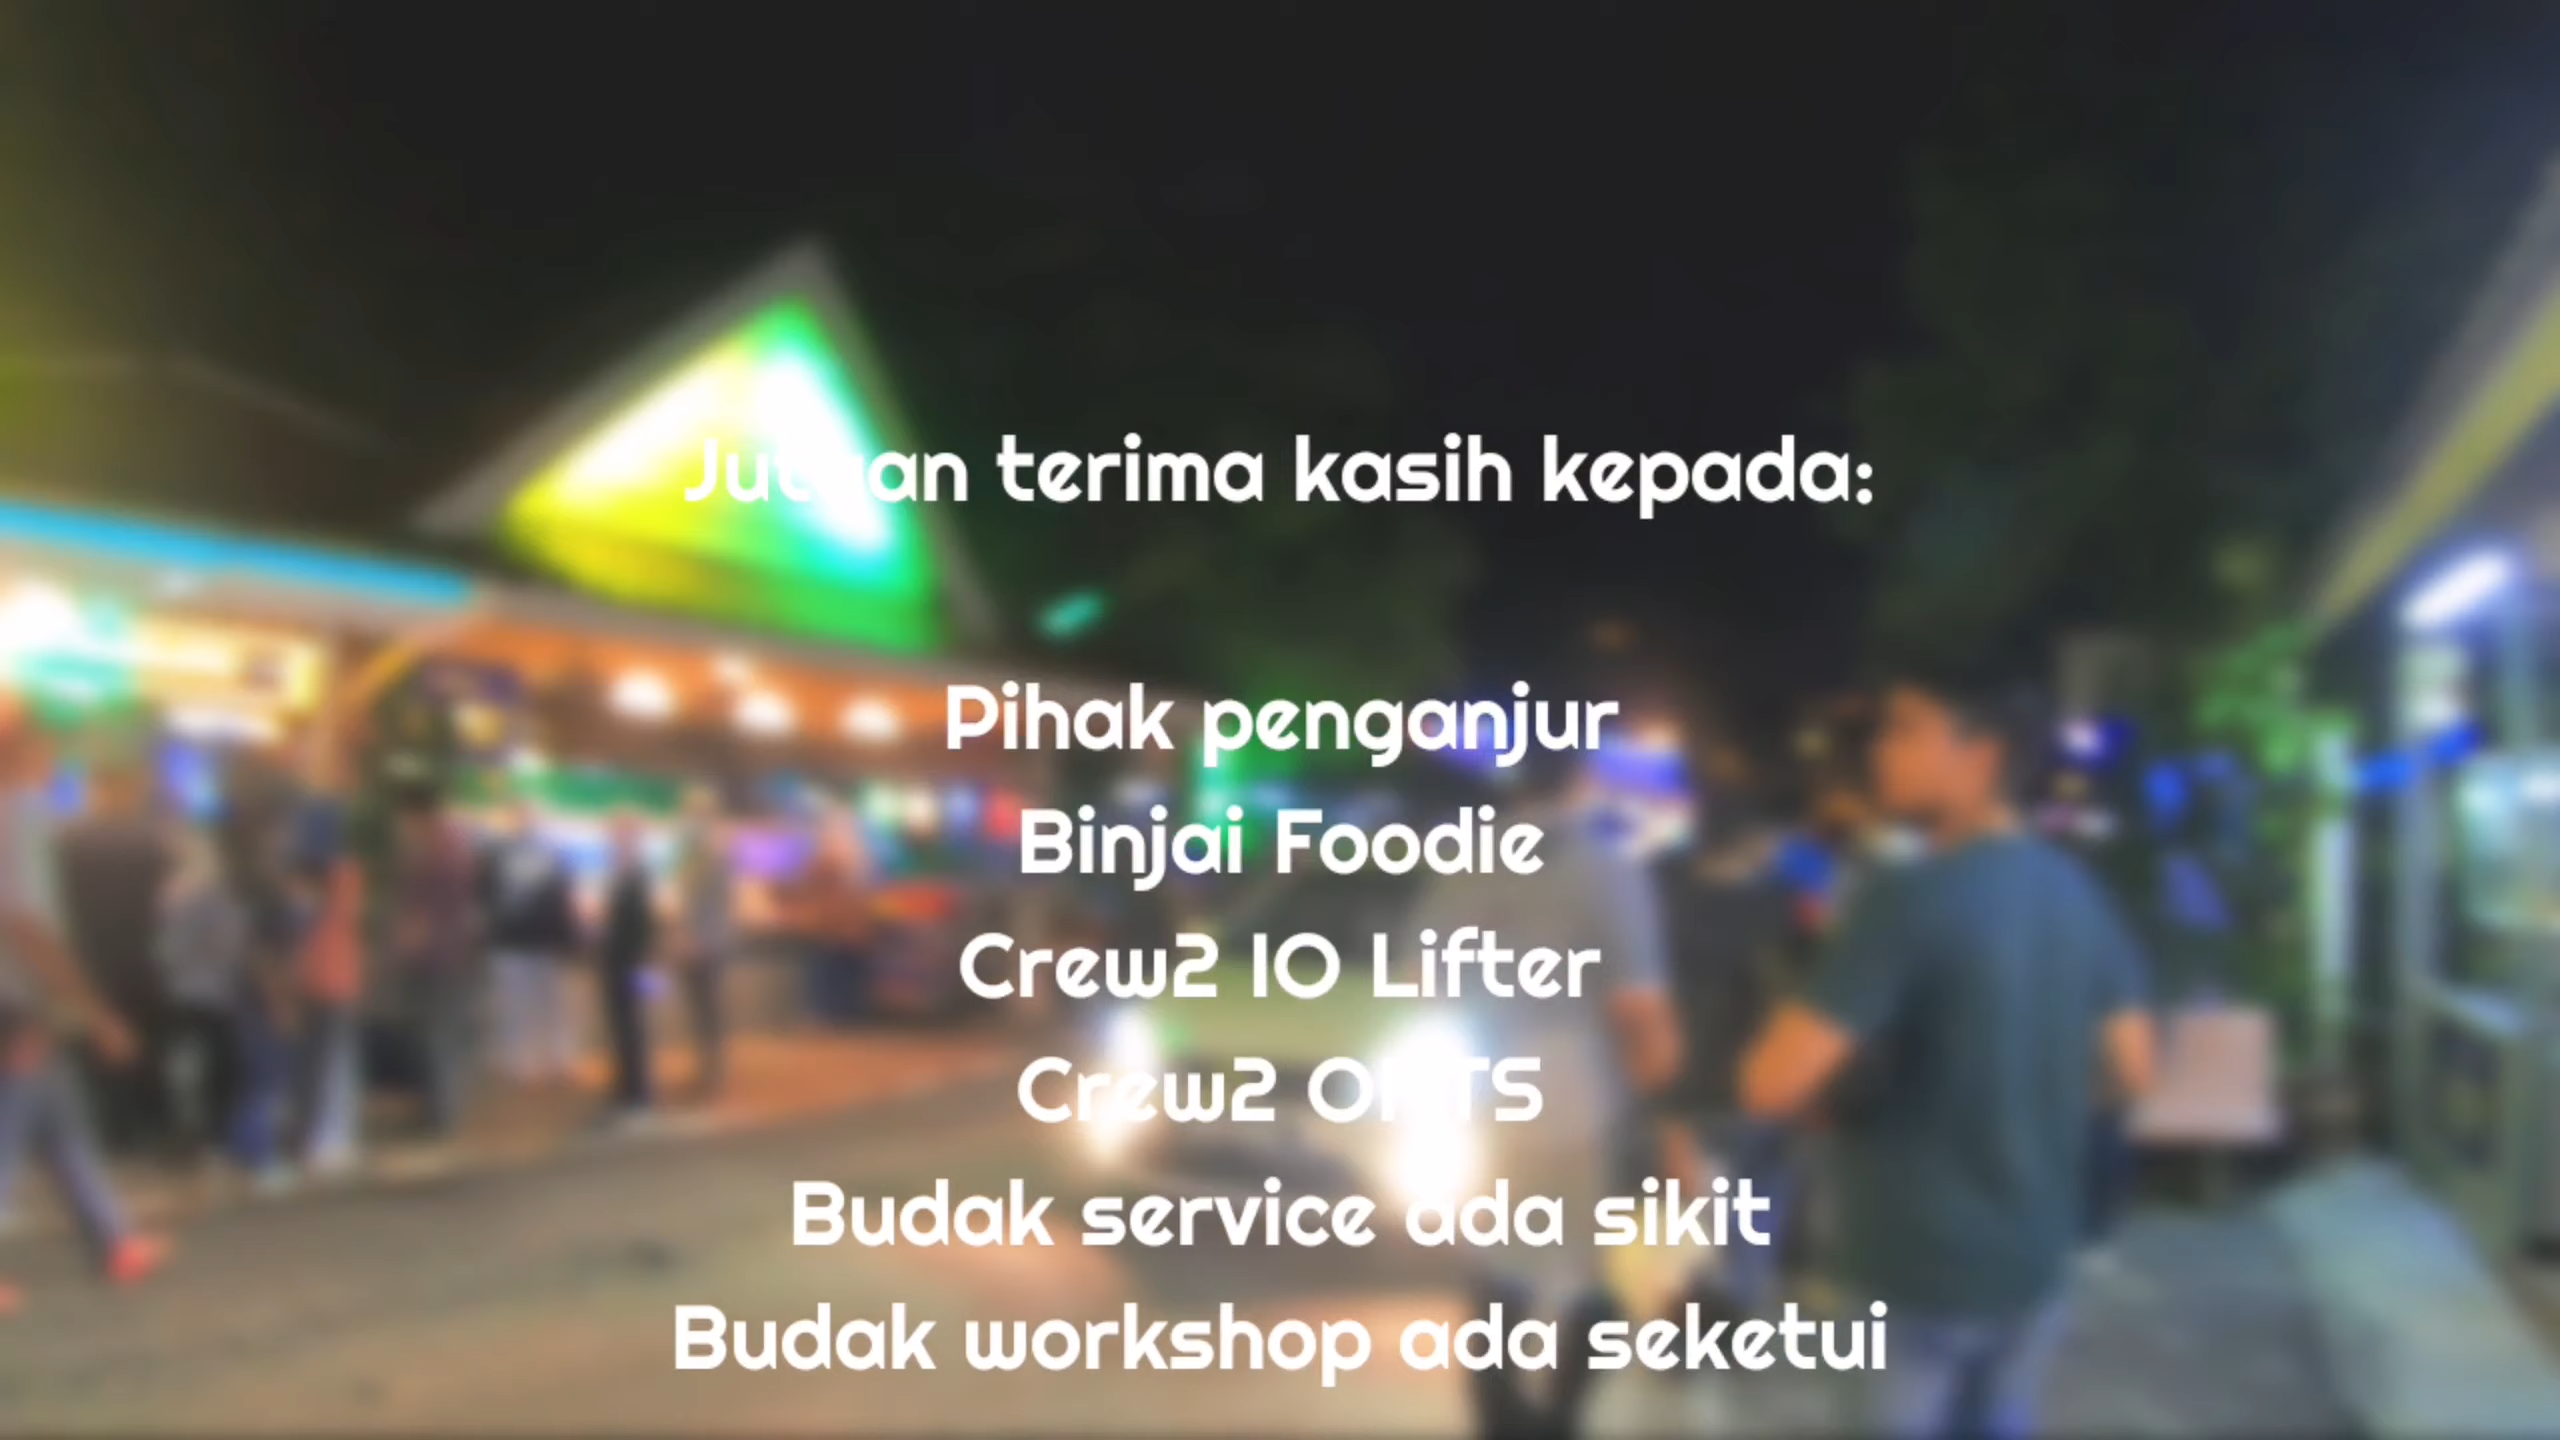 Jutaan terima kasih kepada:
Pihak penganjur
Binjai Foodie
Crew2 IO Lifter
Crew2
Budak service ada sikit
Budak workshop ada seketui